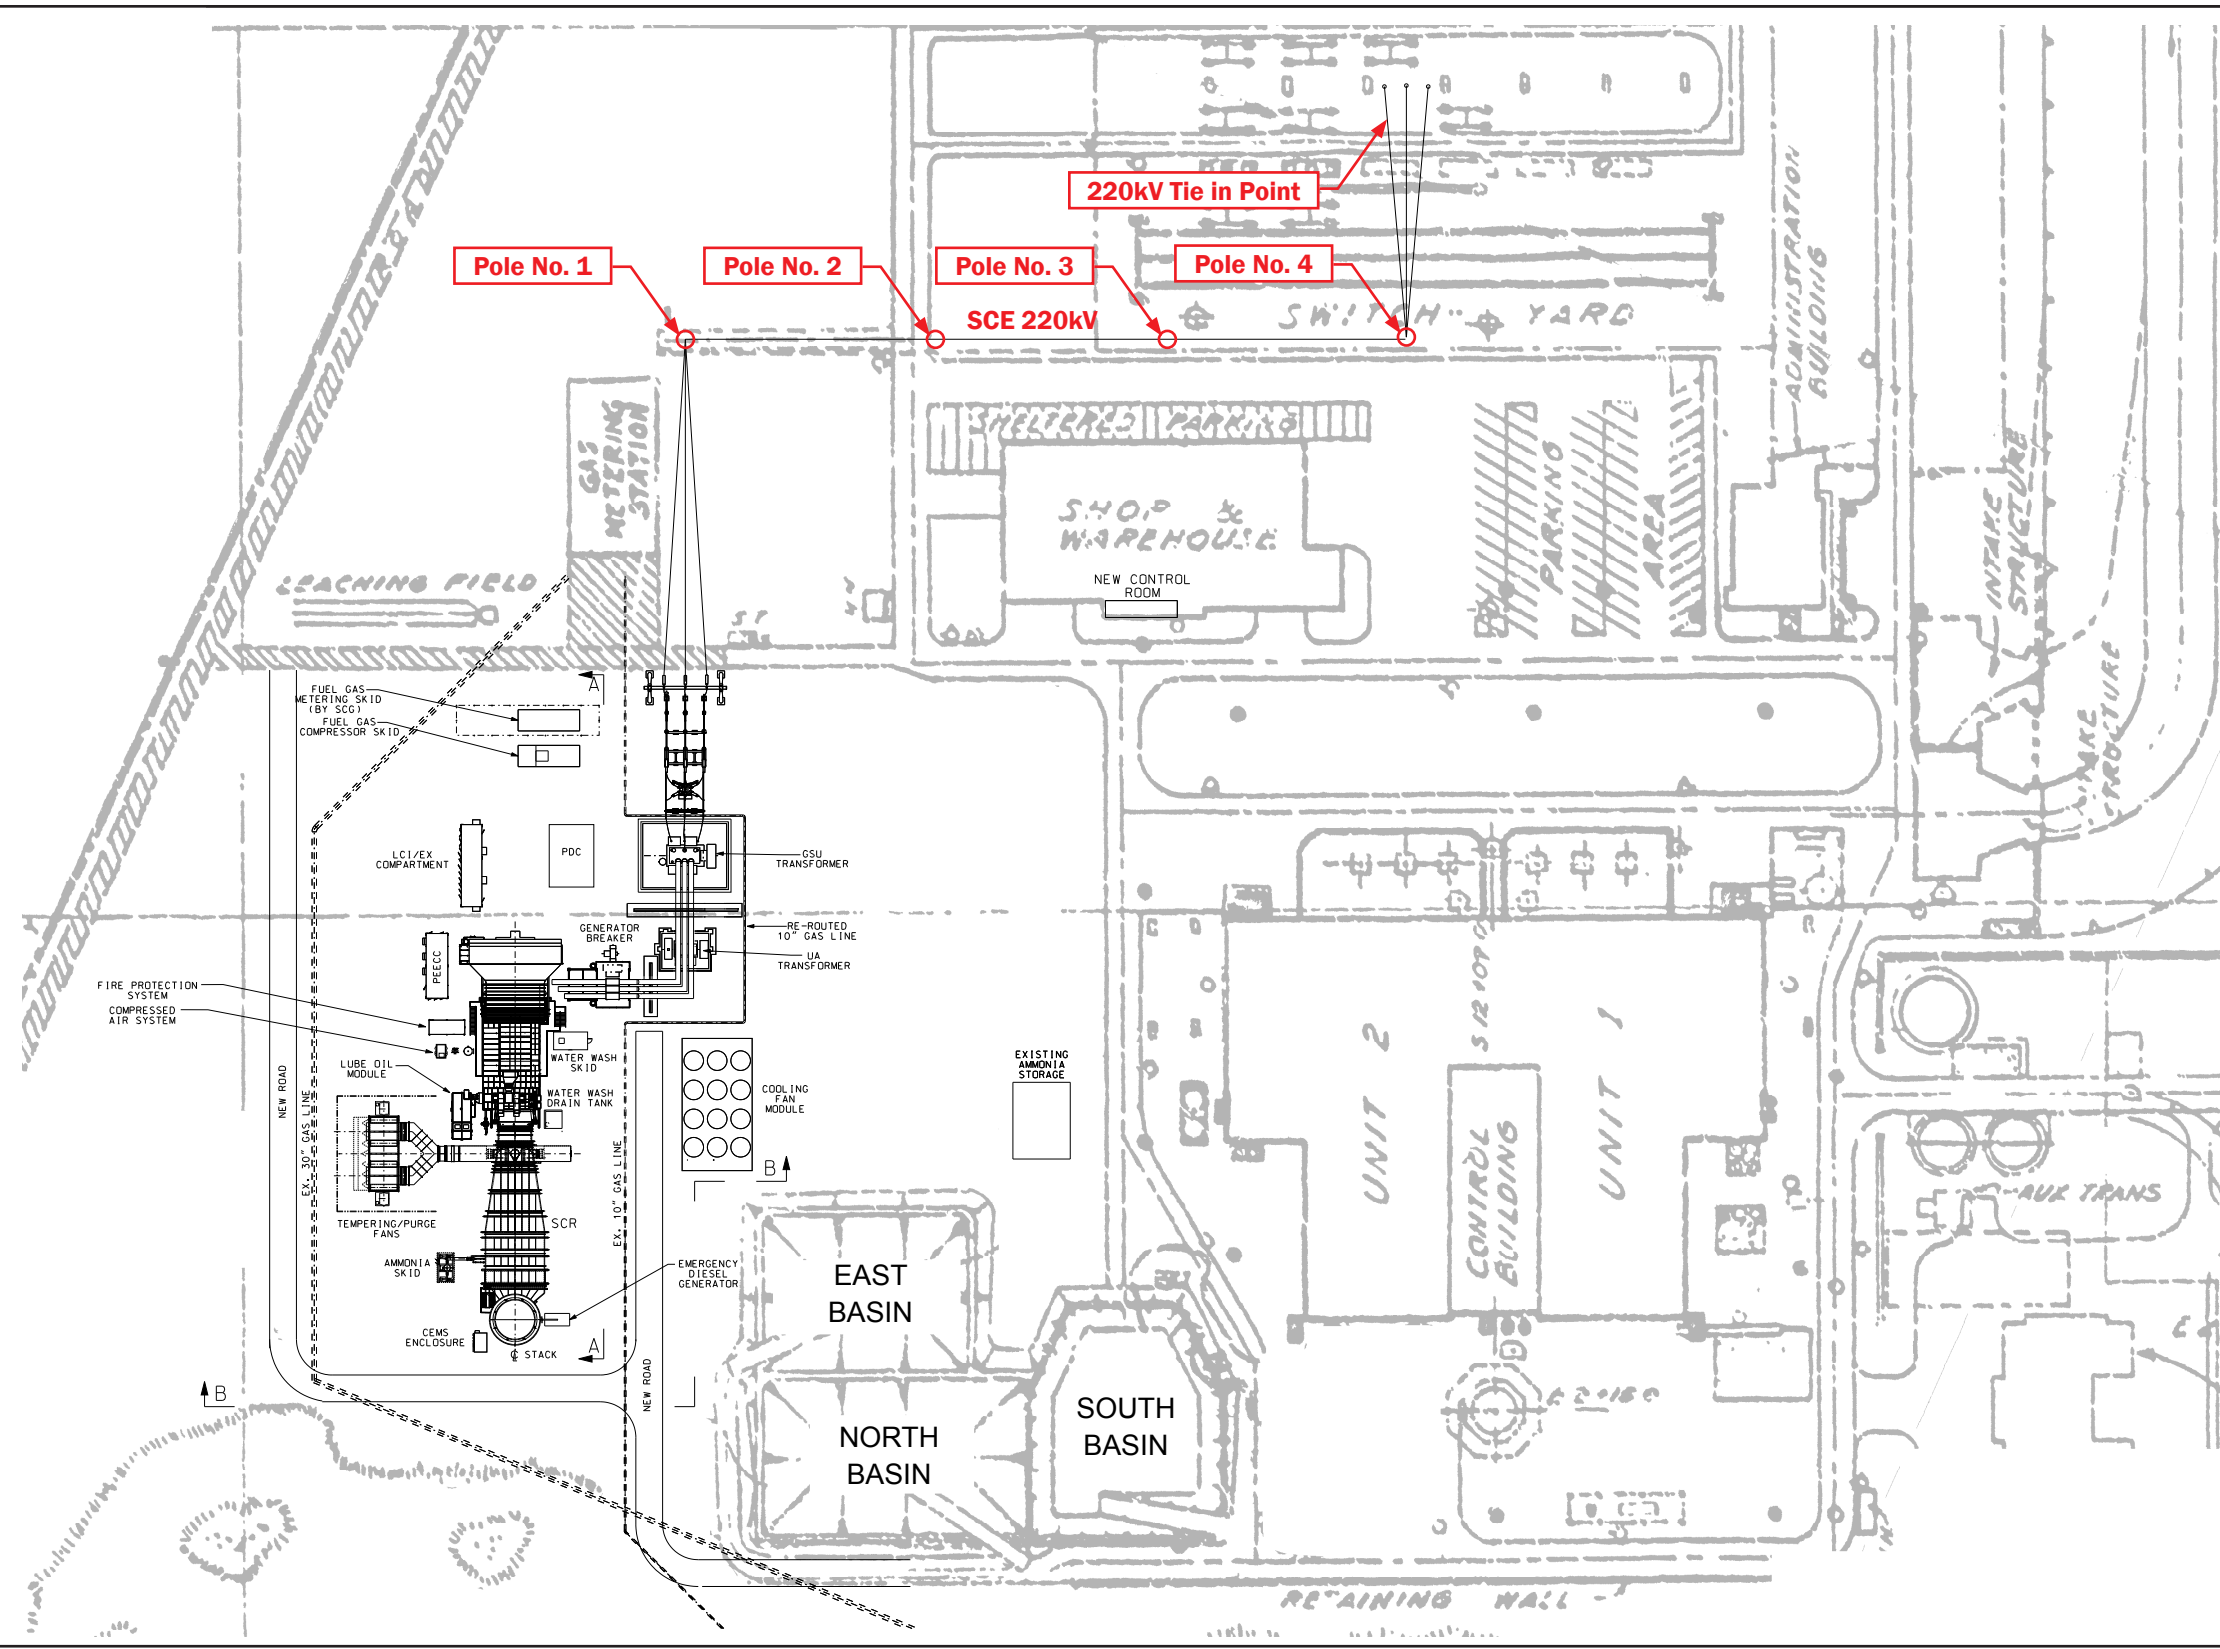 220kV Tie in Point
Pole No. 1
Pole No. 2
Pole No. 3
Pole No. 4
SCE 220kV
SWITCH YARD
ADMINISTRATION
BUILDING
GAS
METERING
STATION
SHELTERED PARKING
SHOP &
WAREHOUSE
PARKING
AREA
INTAKE
STRUCTURE
NEW CONTROL
ROOM
LEACHING FIELD
S T
A
FUEL GAS
METERING SKID
(BY SCG)
FUEL GAS
COMPRESSOR SKID
INTAKE
STRUCTURE
LCI/EX
COMPARTMENT
PDC
GSU
TRANSFORMER
GENERATOR
BREAKER
RE-ROUTED
10" GAS LINE
UA
TRANSFORMER
PEECC
FIRE PROTECTION
SYSTEM
COMPRESSED
AIR SYSTEM
WATER WASH
SKID
LUBE OIL
MODULE
WATER WASH
DRAIN TANK
COOLING
FAN
MODULE
EXISTING
AMMONIA
STORAGE
NEW ROAD
EX. 30" GAS LINE
EX. 10" GAS LINE
UNIT 2
UNIT 1
CONTROL
BUILDING
AUX TRANS
B
TEMPERING/PURGE
FANS
SCR
AMMONIA
SKID
EMERGENCY
DIESEL
GENERATOR
EAST
BASIN
CEMS
ENCLOSURE
℄ STACK
A
B
NEW ROAD
NORTH
BASIN
SOUTH
BASIN
RETAINING WALL